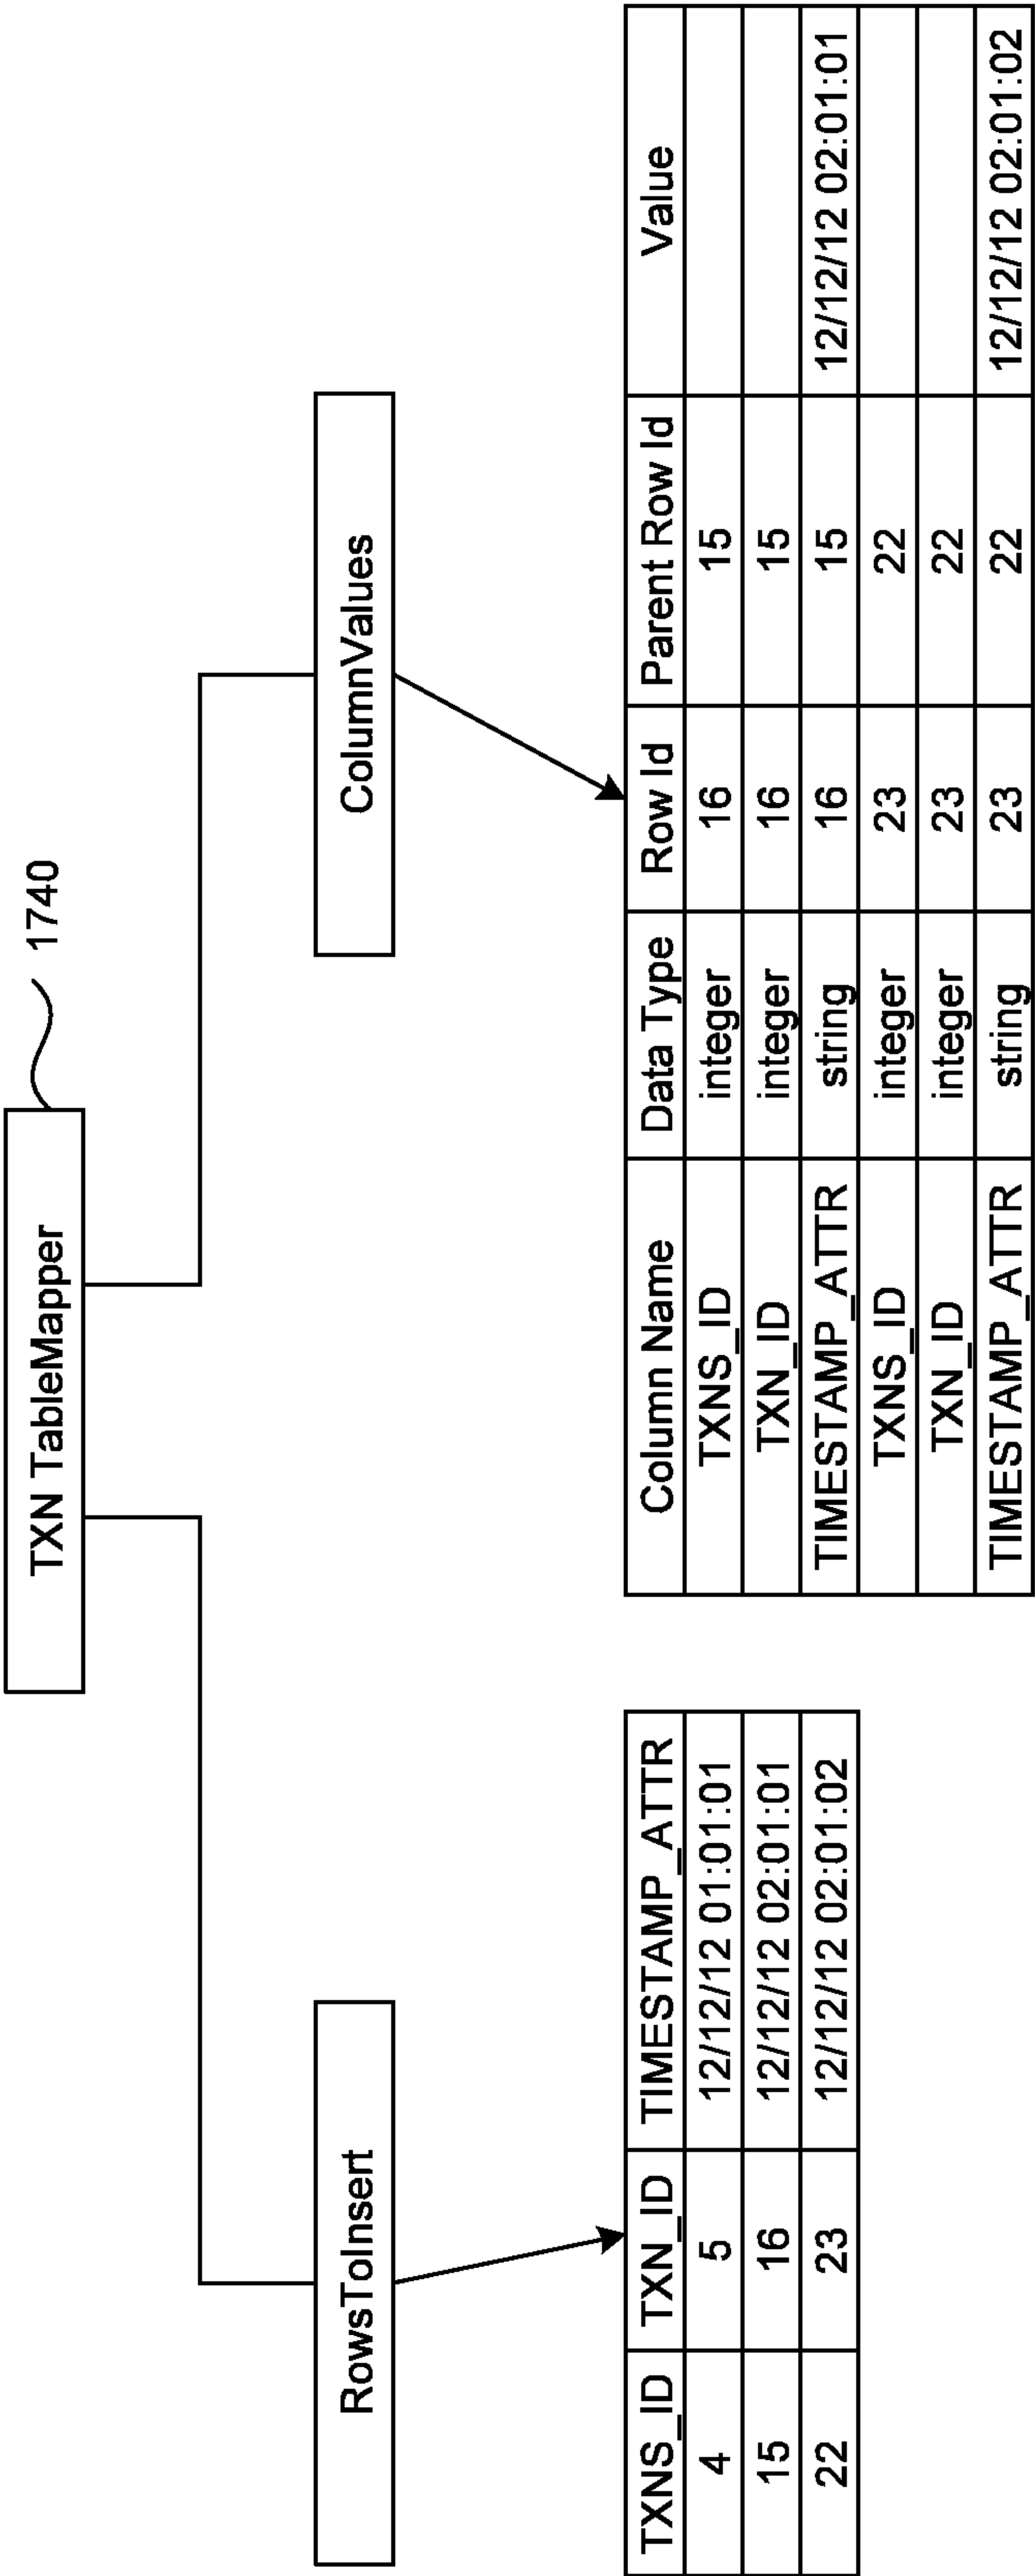 TXN TableMapper
1740
RowsToInsert
ColumnValues
TXNS_ID TXN_ID TIMESTAMP_ATTR
4 5 12/12/12 01:01:01
15 16 12/12/12 02:01:01
22 23 12/12/12 02:01:02
Column Name Data Type Row Id Parent Row Id Value
TXNS_ID integer 16 15
TXN_ID integer 16 15
TIMESTAMP_ATTR string 16 15 12/12/12 02:01:01
TXNS_ID integer 23 22
TXN_ID integer 23 22
TIMESTAMP_ATTR string 23 22 12/12/12 02:01:02